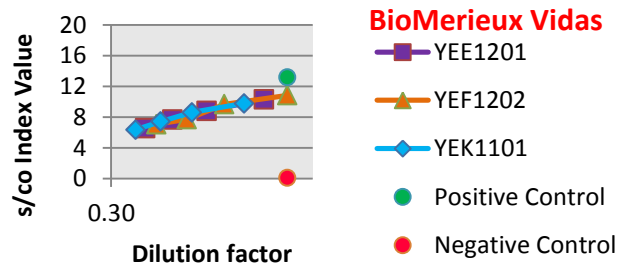 BioMerieux Vidas
s/co Index Value
20
16
12
8
4
0
0.30
Dilution factor
YEE1201
YEF1202
YEK1101
Positive Control
Negative Control